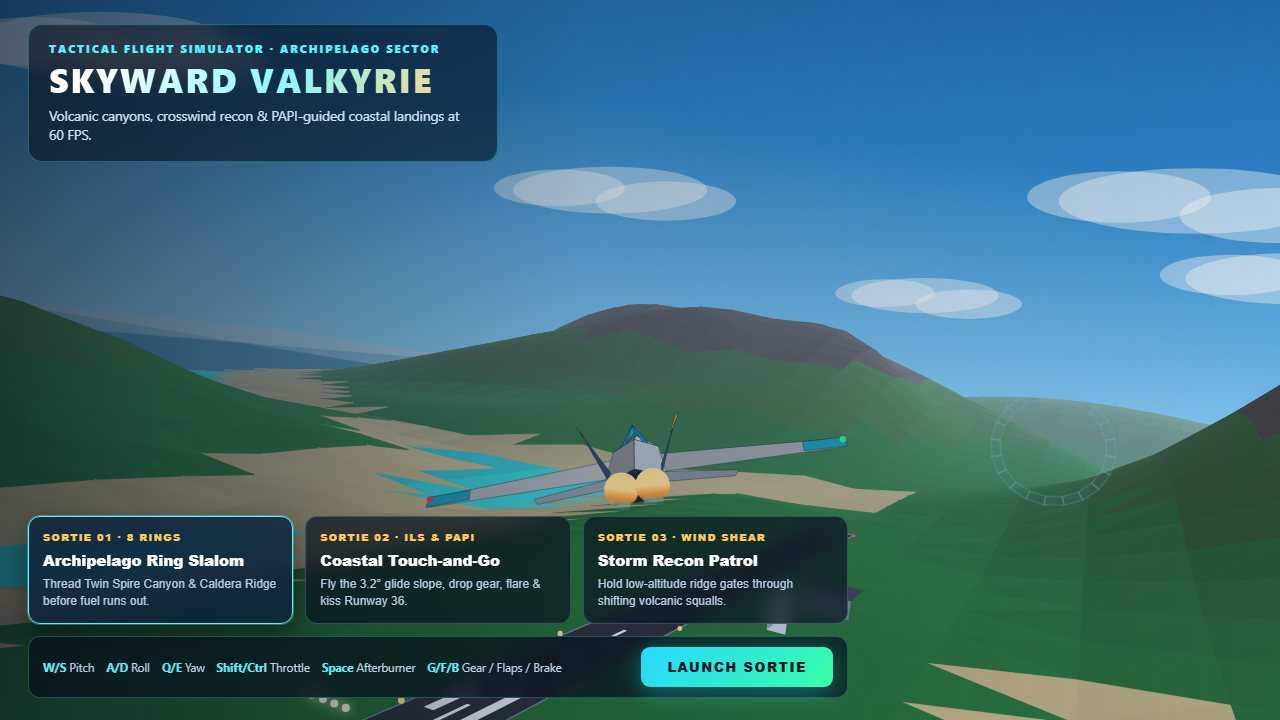 TACTICAL FLIGHT SIMULATOR · ARCHIPELAGO SECTOR
SKYWARD VALKYRIE
Volcanic canyons, crosswind recon & PAPI-guided coastal landings at
60 FPS.
SORTIE 01 · 8 RINGS
Archipelago Ring Slalom
Thread Twin Spire Canyon & Caldera Ridge
before fuel runs out.
SORTIE 02 · ILS & PAPI
Coastal Touch-and-Go
Fly the 3.2° glide slope, drop gear, flare &
kiss Runway 36.
SORTIE 03 · WIND SHEAR
Storm Recon Patrol
Hold low-altitude ridge gates through
shifting volcanic squalls.
W/S Pitch A/D Roll Q/E Yaw Shift/Ctrl Throttle Space Afterburner G/F/B Gear / Flaps / Brake
LAUNCH SORTIE